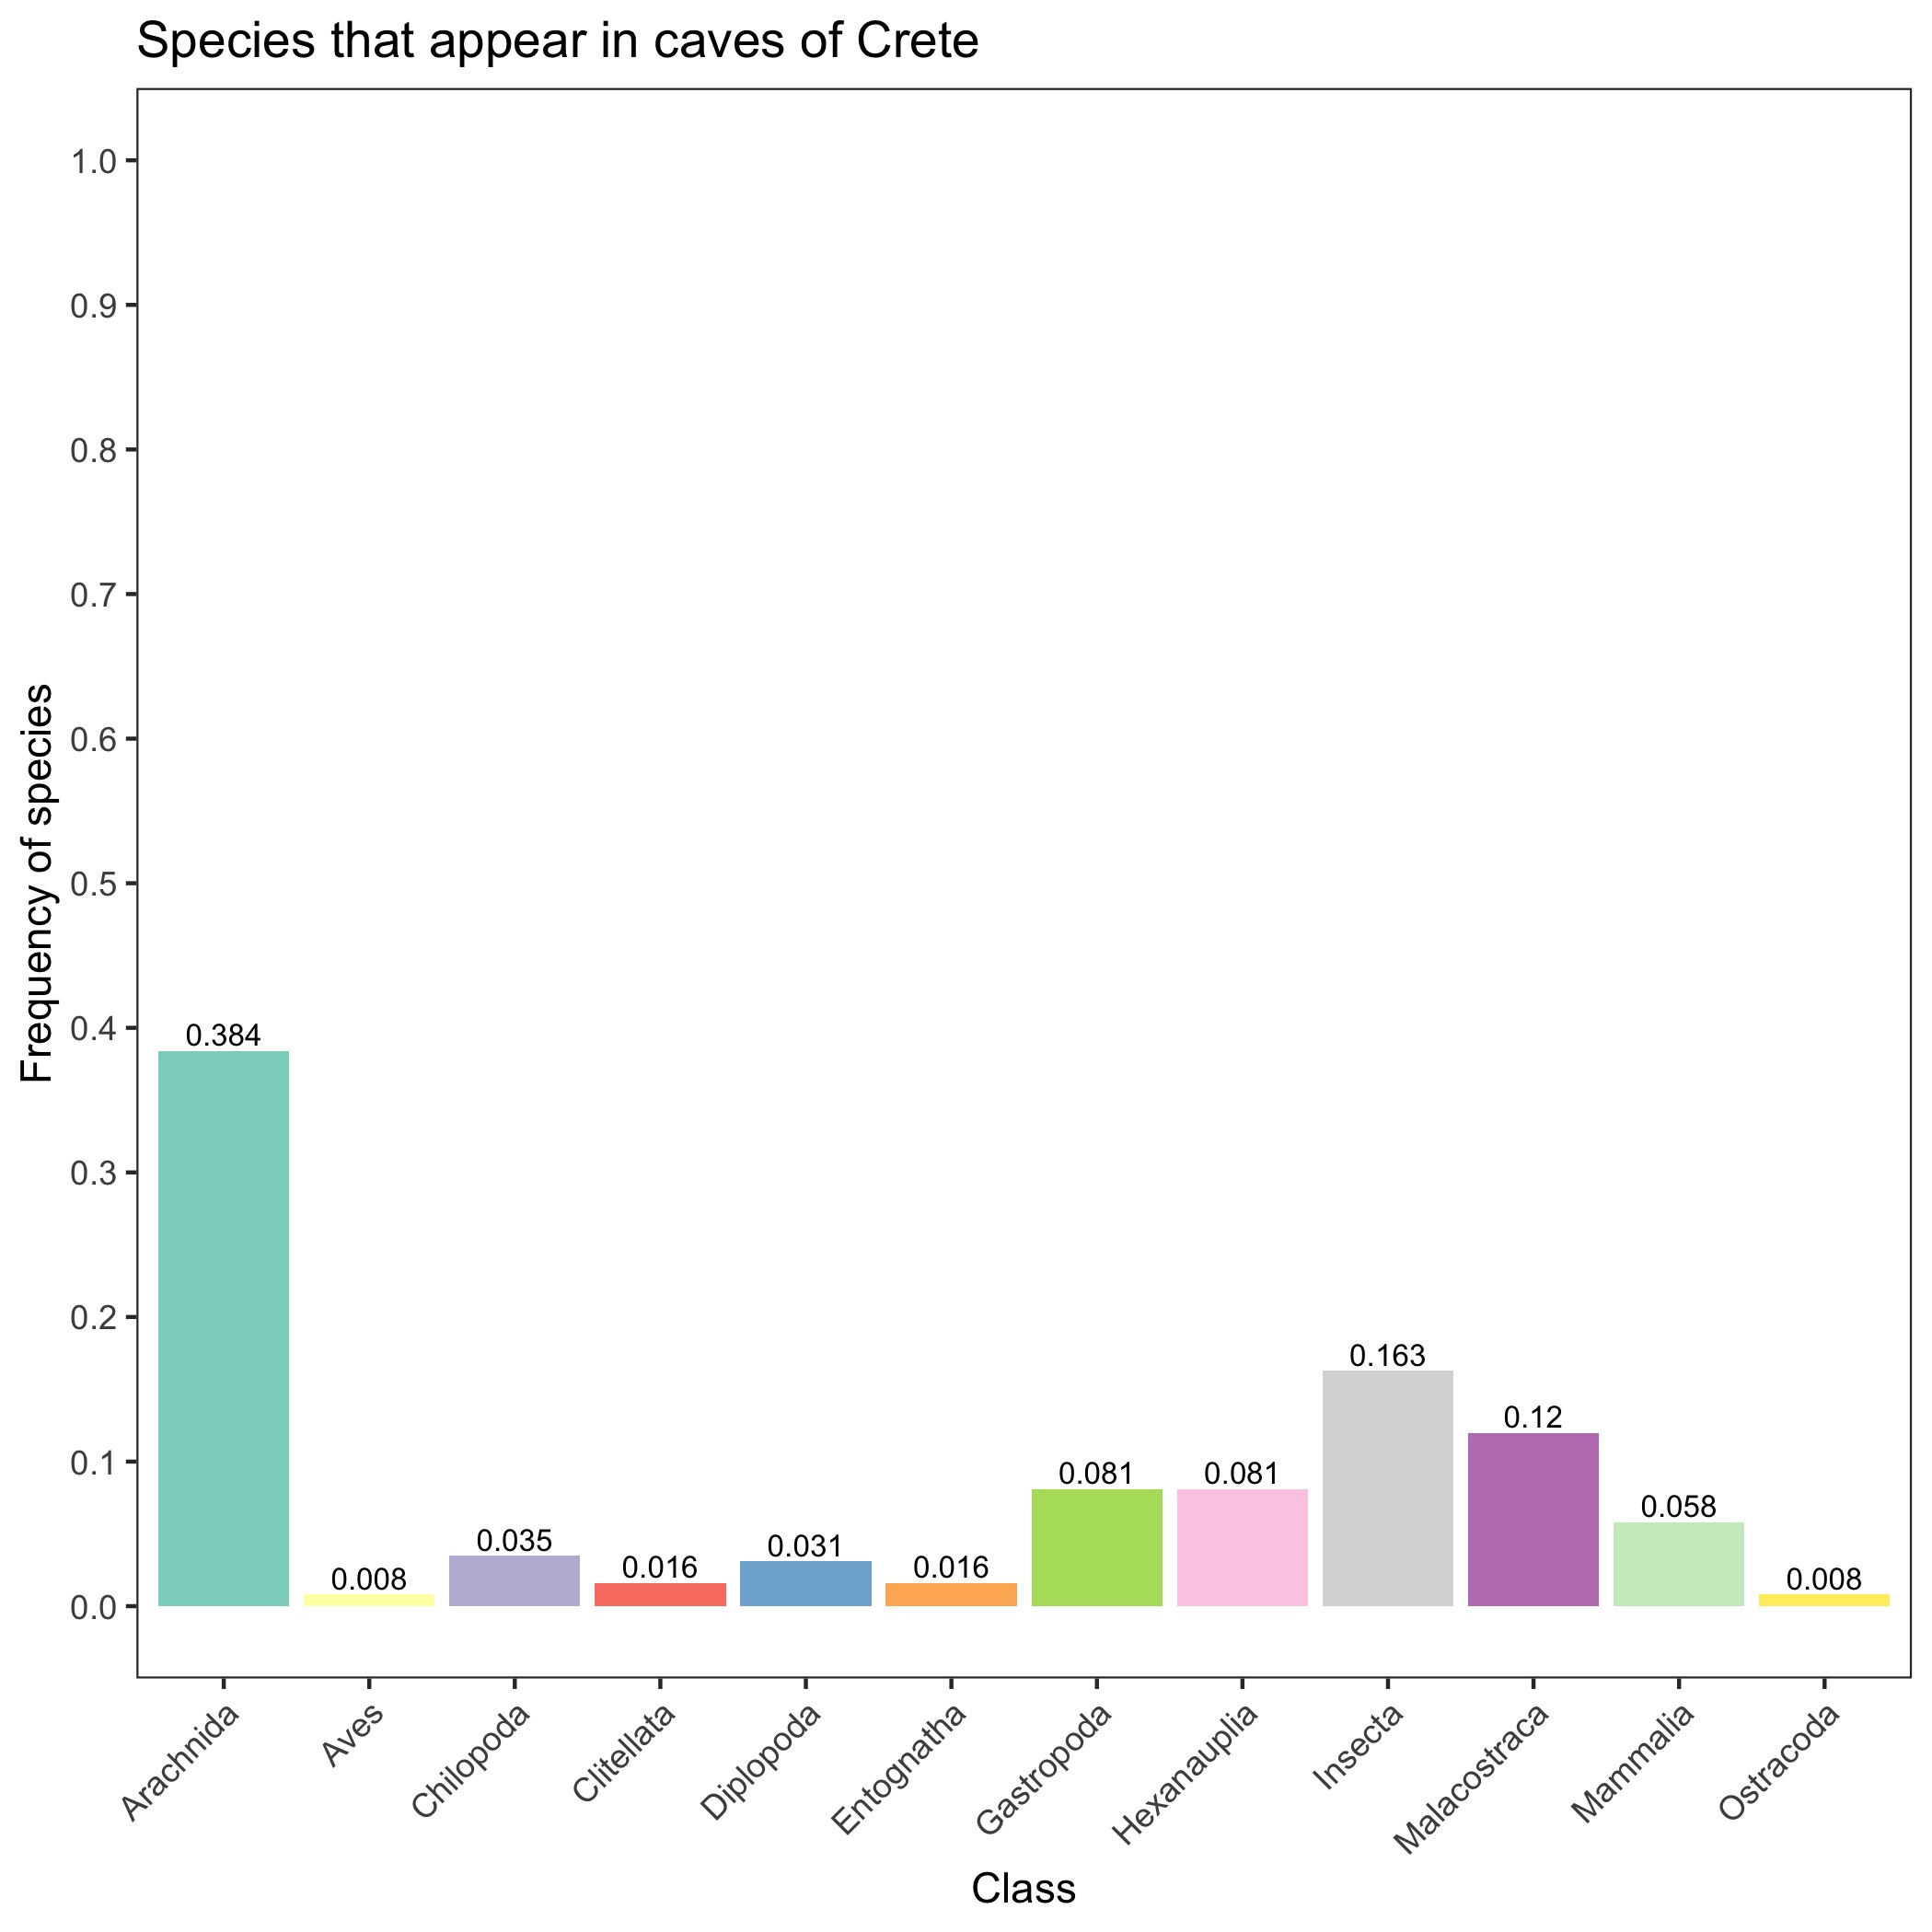 Species that appear in caves of Crete
Frequency of species
1.0
0.9
0.8
0.7
0.6
0.5
0.4
0.3
0.2
0.1
0.0
0.384
0.008
0.035
0.016
0.031
0.016
0.081
0.081
0.163
0.12
0.058
0.008
Arachnida
Aves
Chilopoda
Clitellata
Diplopoda
Entognatha
Gastropoda
Hexanauplia
Insecta
Malacostraca
Mammalia
Ostracoda
Class